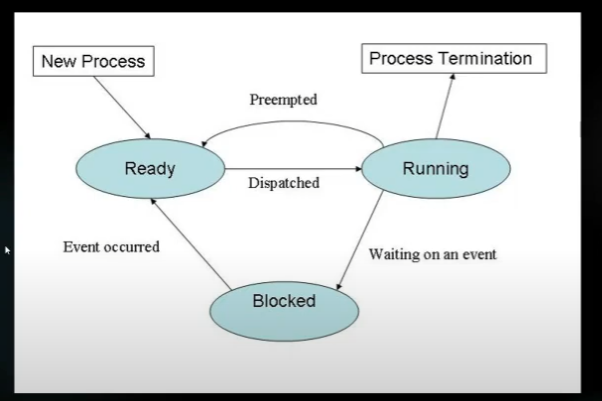 New Process
Process Termination
Preempted
Ready
Running
Dispatched
Event occurred
Waiting on an event
Blocked